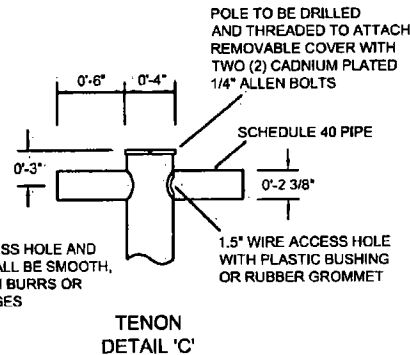 POLE TO BE DRILLED
AND THREADED TO ATTACH
REMOVABLE COVER WITH
TWO (2) CADNIUM PLATED
1/4" ALLEN BOLTS
0'-6"
0'-4"
SCHEDULE 40 PIPE
0'-3"
0'-2 3/8"
HOLE AND
BE SMOOTH,
BURRS OR
1.5" WIRE ACCESS HOLE
WITH PLASTIC BUSHING
OR RUBBER GROMMET
TENON
DETAIL 'C'